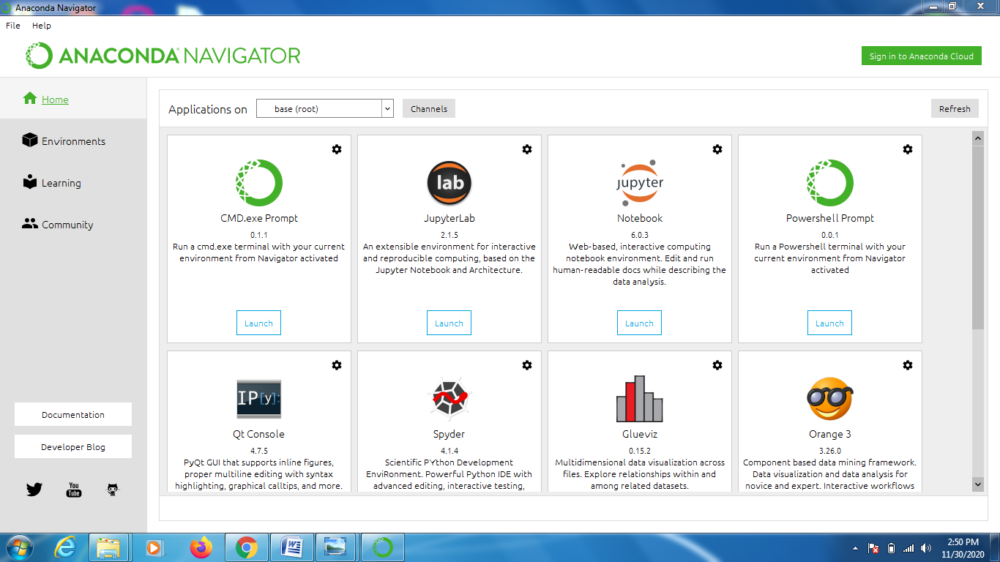 Anaconda Navigator
File Help
ANACONDA NAVIGATOR
Sign in to Anaconda Cloud
Home
Environments
Learning
Community
Documentation
Developer Blog
You
Tube
Applications on base (root) Channels Refresh
CMD.exe Prompt
0.1.1
Run a cmd.exe terminal with your current
environment from Navigator activated
Launch
lab
JupyterLab
2.1.5
An extensible environment for interactive
and reproducible computing, based on the
Jupyter Notebook and Architecture.
Launch
jupyter
Notebook
6.0.3
Web-based, interactive computing
notebook environment. Edit and run
human-readable docs while describing the
data analysis.
Launch
Powershell Prompt
0.0.1
Run a Powershell terminal with your
current environment from Navigator
activated
Launch
IP[y]:
Qt Console
4.7.5
PyQt GUI that supports inline figures,
proper multiline editing with syntax
highlighting, graphical calltips, and more.
Spyder
4.1.4
Scientific PYthon Development
EnviRonment. Powerful Python IDE with
advanced editing, interactive testing,
Glueviz
0.15.2
Multidimensional data visualization across
files. Explore relationships within and
among related datasets.
Orange 3
3.26.0
Component based data mining framework.
Data visualization and data analysis for
novice and expert. Interactive workflows
2:50 PM
11/30/2020